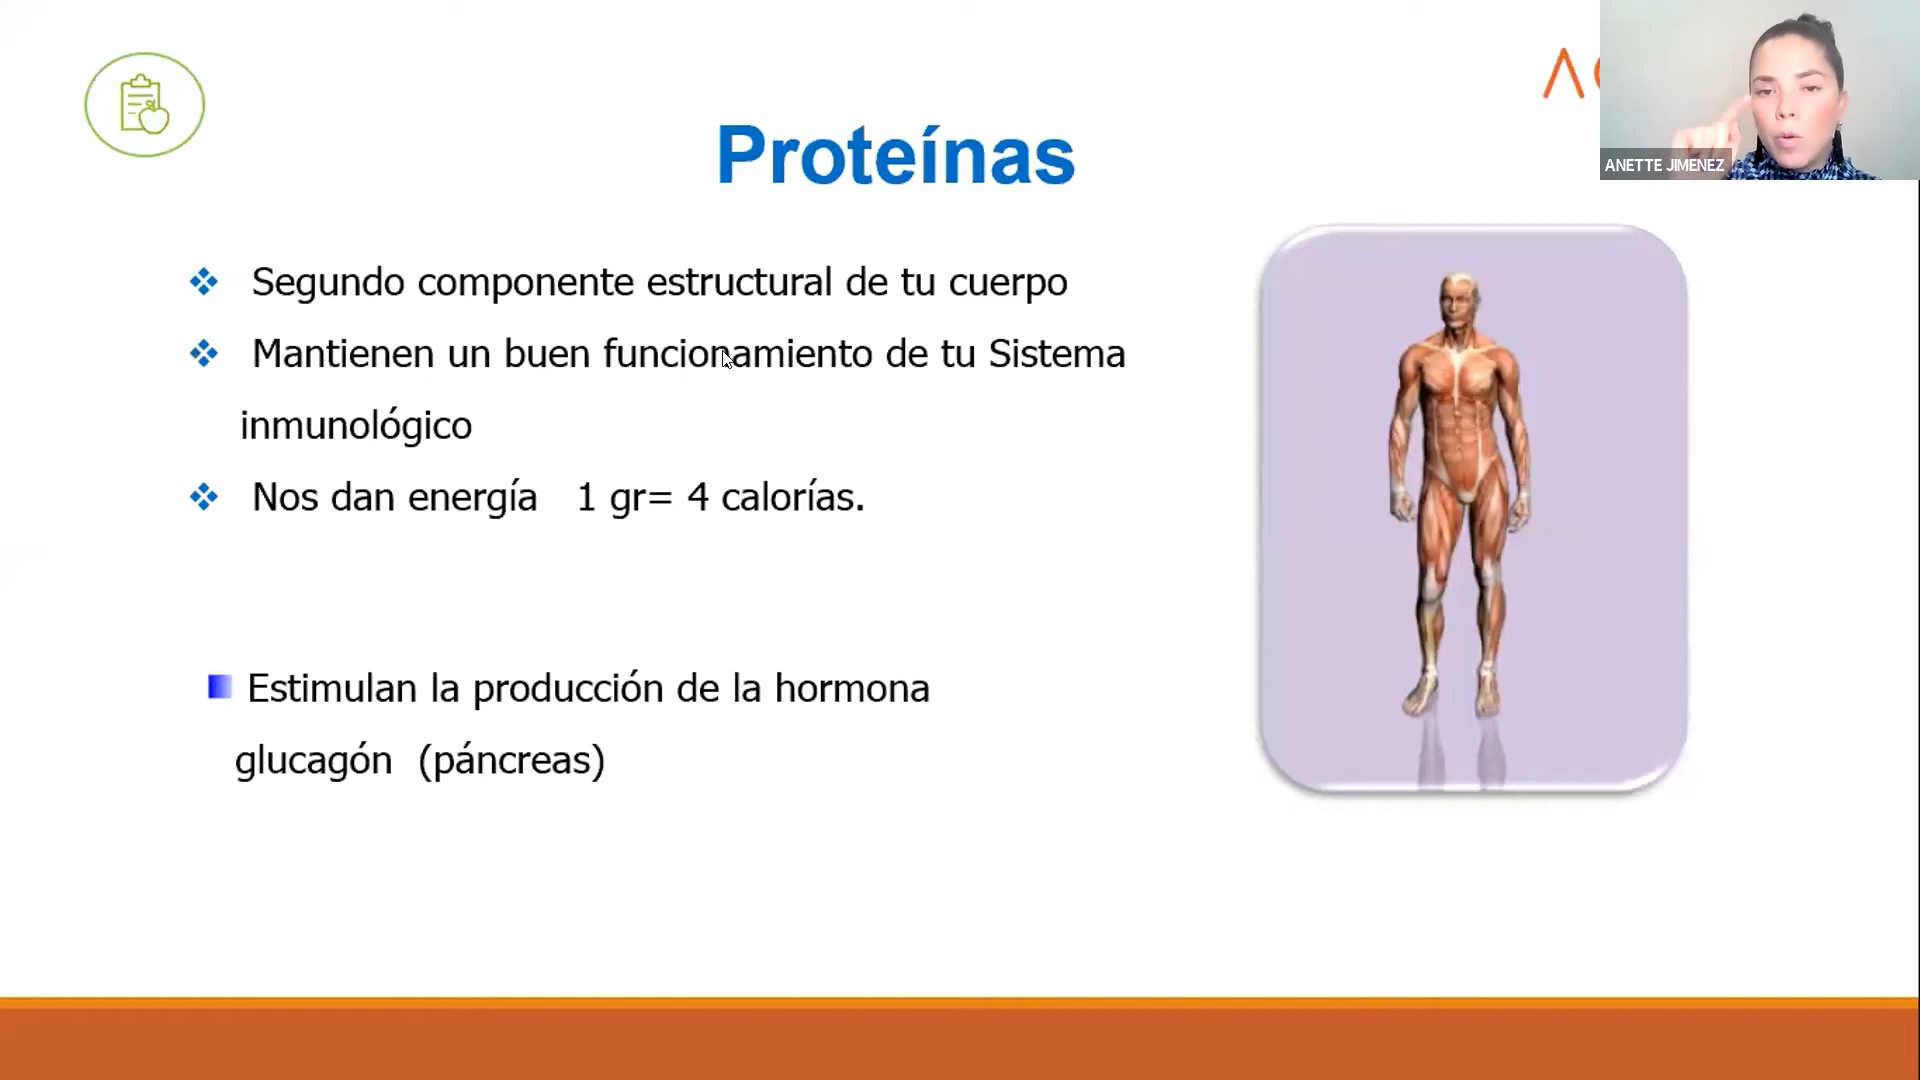 Proteínas
ANETTE JIMENEZ
Segundo componente estructural de tu cuerpo
Mantienen un buen funcionamiento de tu Sistema
inmunológico
Nos dan energía 1 gr= 4 calorías.
Estimulan la producción de la hormona
glucagón (páncreas)